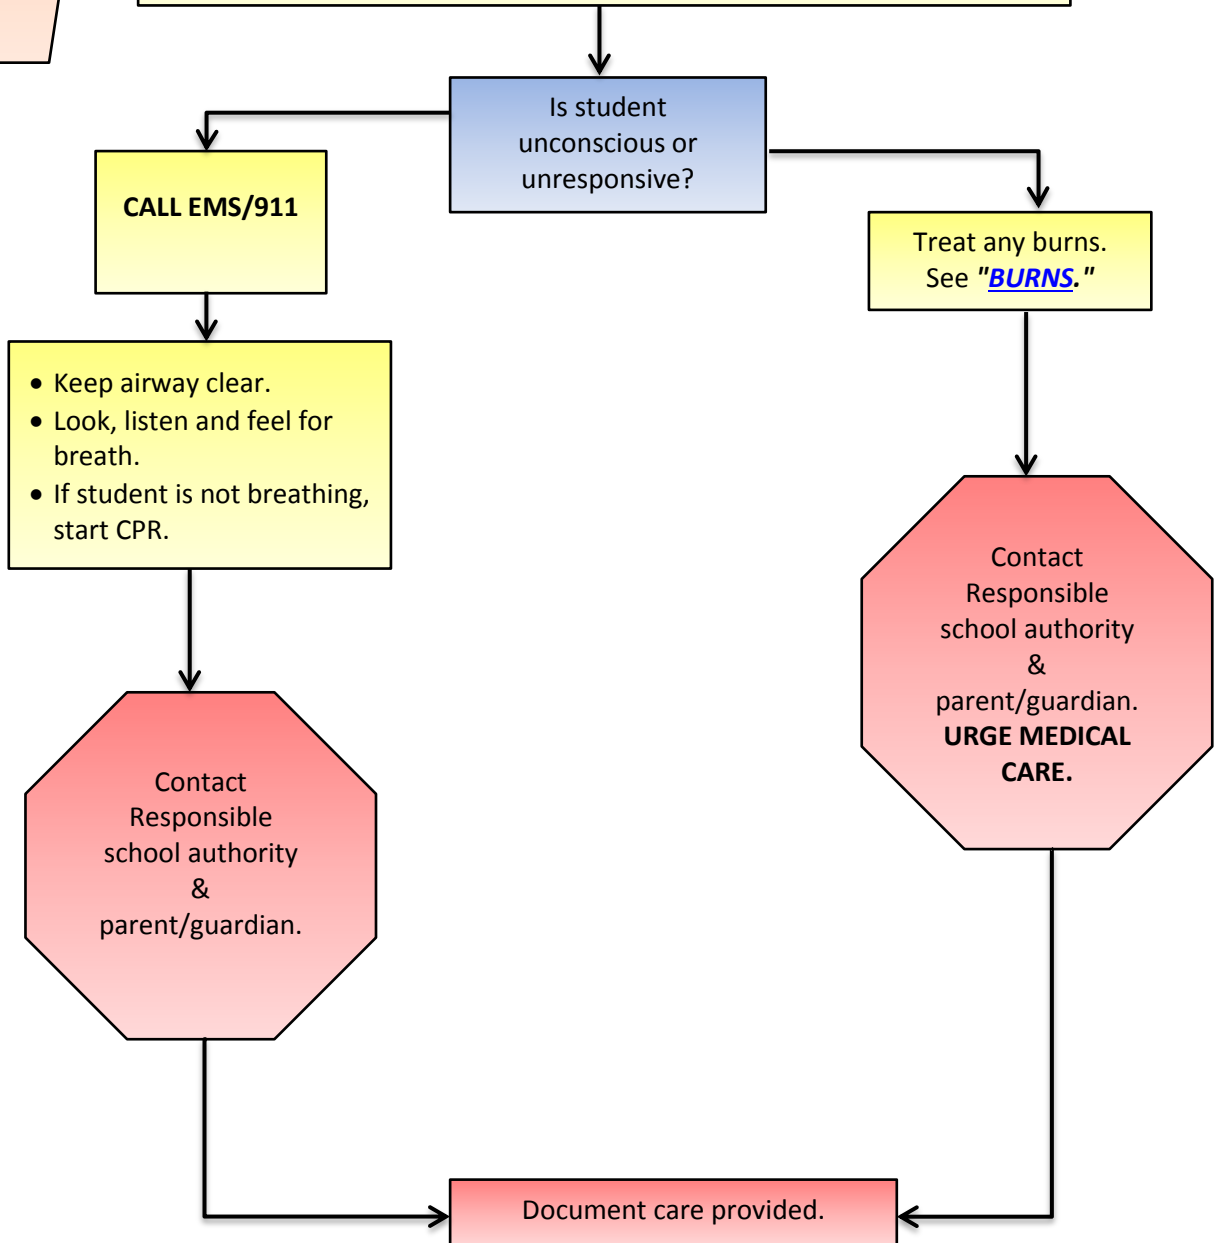 Is student
unconscious or
unresponsive?
CALL EMS/911
Treat any burns.
See "BURNS."
• Keep airway clear.
• Look, listen and feel for
breath.
• If student is not breathing,
start CPR.
Contact
Responsible
school authority
&
parent/guardian.
URGE MEDICAL
CARE.
Contact
Responsible
school authority
&
parent/guardian.
Document care provided.